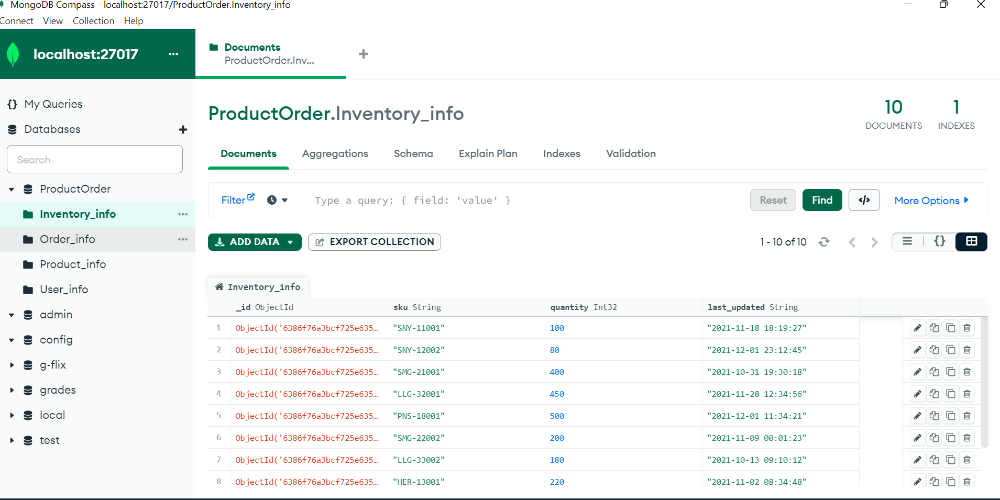 MongoDB Compass - localhost:27017/ProductOrder.Inventory_info
Connect View Collection Help
localhost:27017 ...
Documents
ProductOrder.Inv...
My Queries
Databases
Search
ProductOrder
Inventory_info
Order_info
Product_info
User_info
admin
config
g-flix
grades
local
test
ProductOrder.Inventory_info
10 DOCUMENTS
1 INDEXES
Documents Aggregations Schema Explain Plan Indexes Validation
Filter Type a query: { field: 'value' } Reset Find </> More Options
ADD DATA EXPORT COLLECTION 1 - 10 of 10 {}
Inventory_info
_id ObjectId sku String quantity Int32 last_updated String
1 ObjectId('6386f76a3bcf725e635... "SNY-11001" 100 "2021-11-18 18:19:27"
2 ObjectId('6386f76a3bcf725e635... "SNY-12002" 80 "2021-12-01 23:12:45"
3 ObjectId('6386f76a3bcf725e635... "SMG-21001" 400 "2021-10-31 19:30:18"
4 ObjectId('6386f76a3bcf725e635... "LLG-32001" 450 "2021-11-28 12:34:56"
5 ObjectId('6386f76a3bcf725e635... "PNS-18001" 500 "2021-12-01 11:34:21"
6 ObjectId('6386f76a3bcf725e635... "SMG-22002" 200 "2021-11-09 00:01:23"
7 ObjectId('6386f76a3bcf725e635... "LLG-33002" 180 "2021-10-13 09:10:12"
8 ObjectId('6386f76a3bcf725e635... "HER-13001" 220 "2021-11-02 08:34:48"